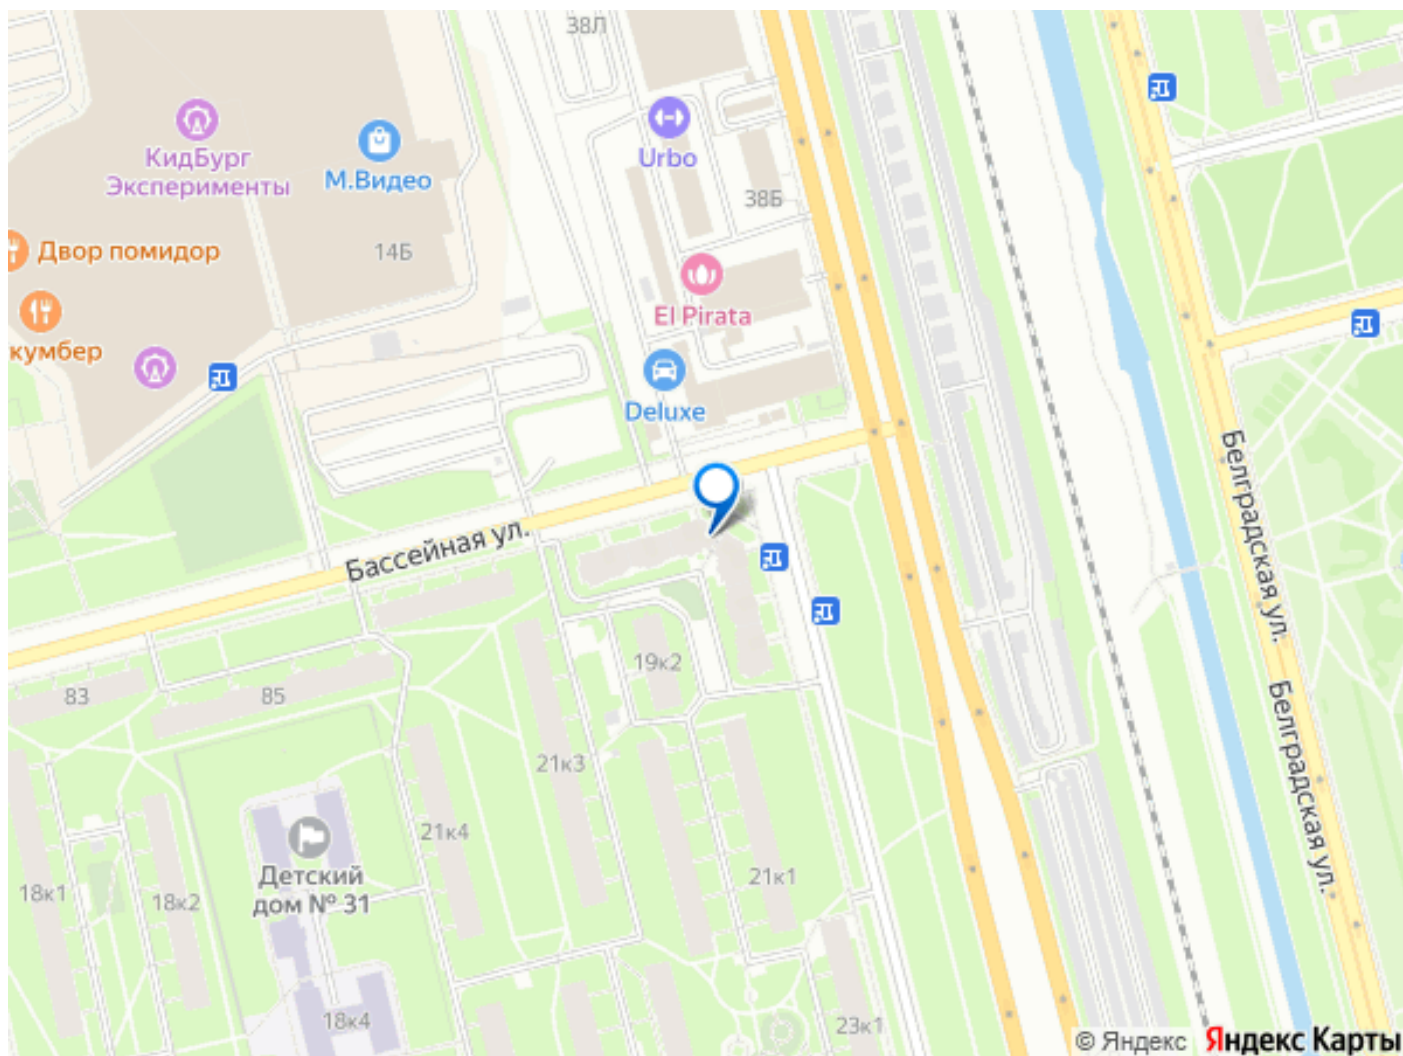 38Л
КидБург
Эксперименты
М.Видео
Urbo
38Б
Двор помидор
14Б
El Pirata
кумбер
Deluxe
Бассейная ул.
Белградская ул.
Белградская ул.
19к2
83
85
21к3
21к4
Детский
дом № 31
21к1
18к1
18к2
18к4
23к1
© Яндекс Яндекс Карты